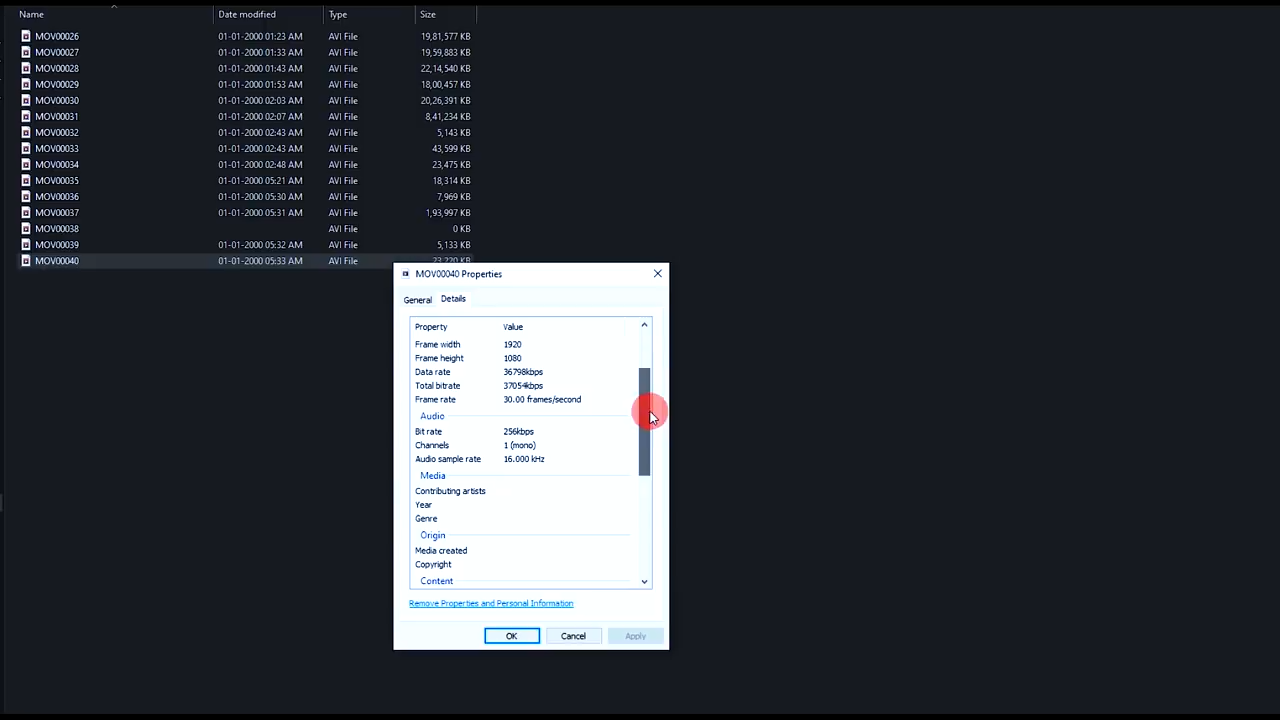 Name Date modified Type Size
MOV00026 01-01-2000 01:23 AM AVI File 19,81,577 KB
MOV00027 01-01-2000 01:33 AM AVI File 19,59,883 KB
MOV00028 01-01-2000 01:43 AM AVI File 22,14,540 KB
MOV00029 01-01-2000 01:53 AM AVI File 18,00,457 KB
MOV00030 01-01-2000 02:03 AM AVI File 20,26,391 KB
MOV00031 01-01-2000 02:07 AM AVI File 8,41,234 KB
MOV00032 01-01-2000 02:43 AM AVI File 5,143 KB
MOV00033 01-01-2000 02:43 AM AVI File 43,599 KB
MOV00034 01-01-2000 02:48 AM AVI File 23,475 KB
MOV00035 01-01-2000 05:21 AM AVI File 18,314 KB
MOV00036 01-01-2000 05:30 AM AVI File 7,969 KB
MOV00037 01-01-2000 05:31 AM AVI File 1,93,997 KB
MOV00038 AVI File 0 KB
MOV00039 01-01-2000 05:32 AM AVI File 5,133 KB
MOV00040 01-01-2000 05:33 AM AVI File 23,220 KB
MOV00040 Properties
General Details
Property Value
Frame width 1920
Frame height 1080
Data rate 36798kbps
Total bitrate 37054kbps
Frame rate 30.00 frames/second
Audio
Bit rate 256kbps
Channels 1 (mono)
Audio sample rate 16.000 kHz
Media
Contributing artists
Year
Genre
Origin
Media created
Copyright
Content
Remove Properties and Personal Information
OK Cancel Apply